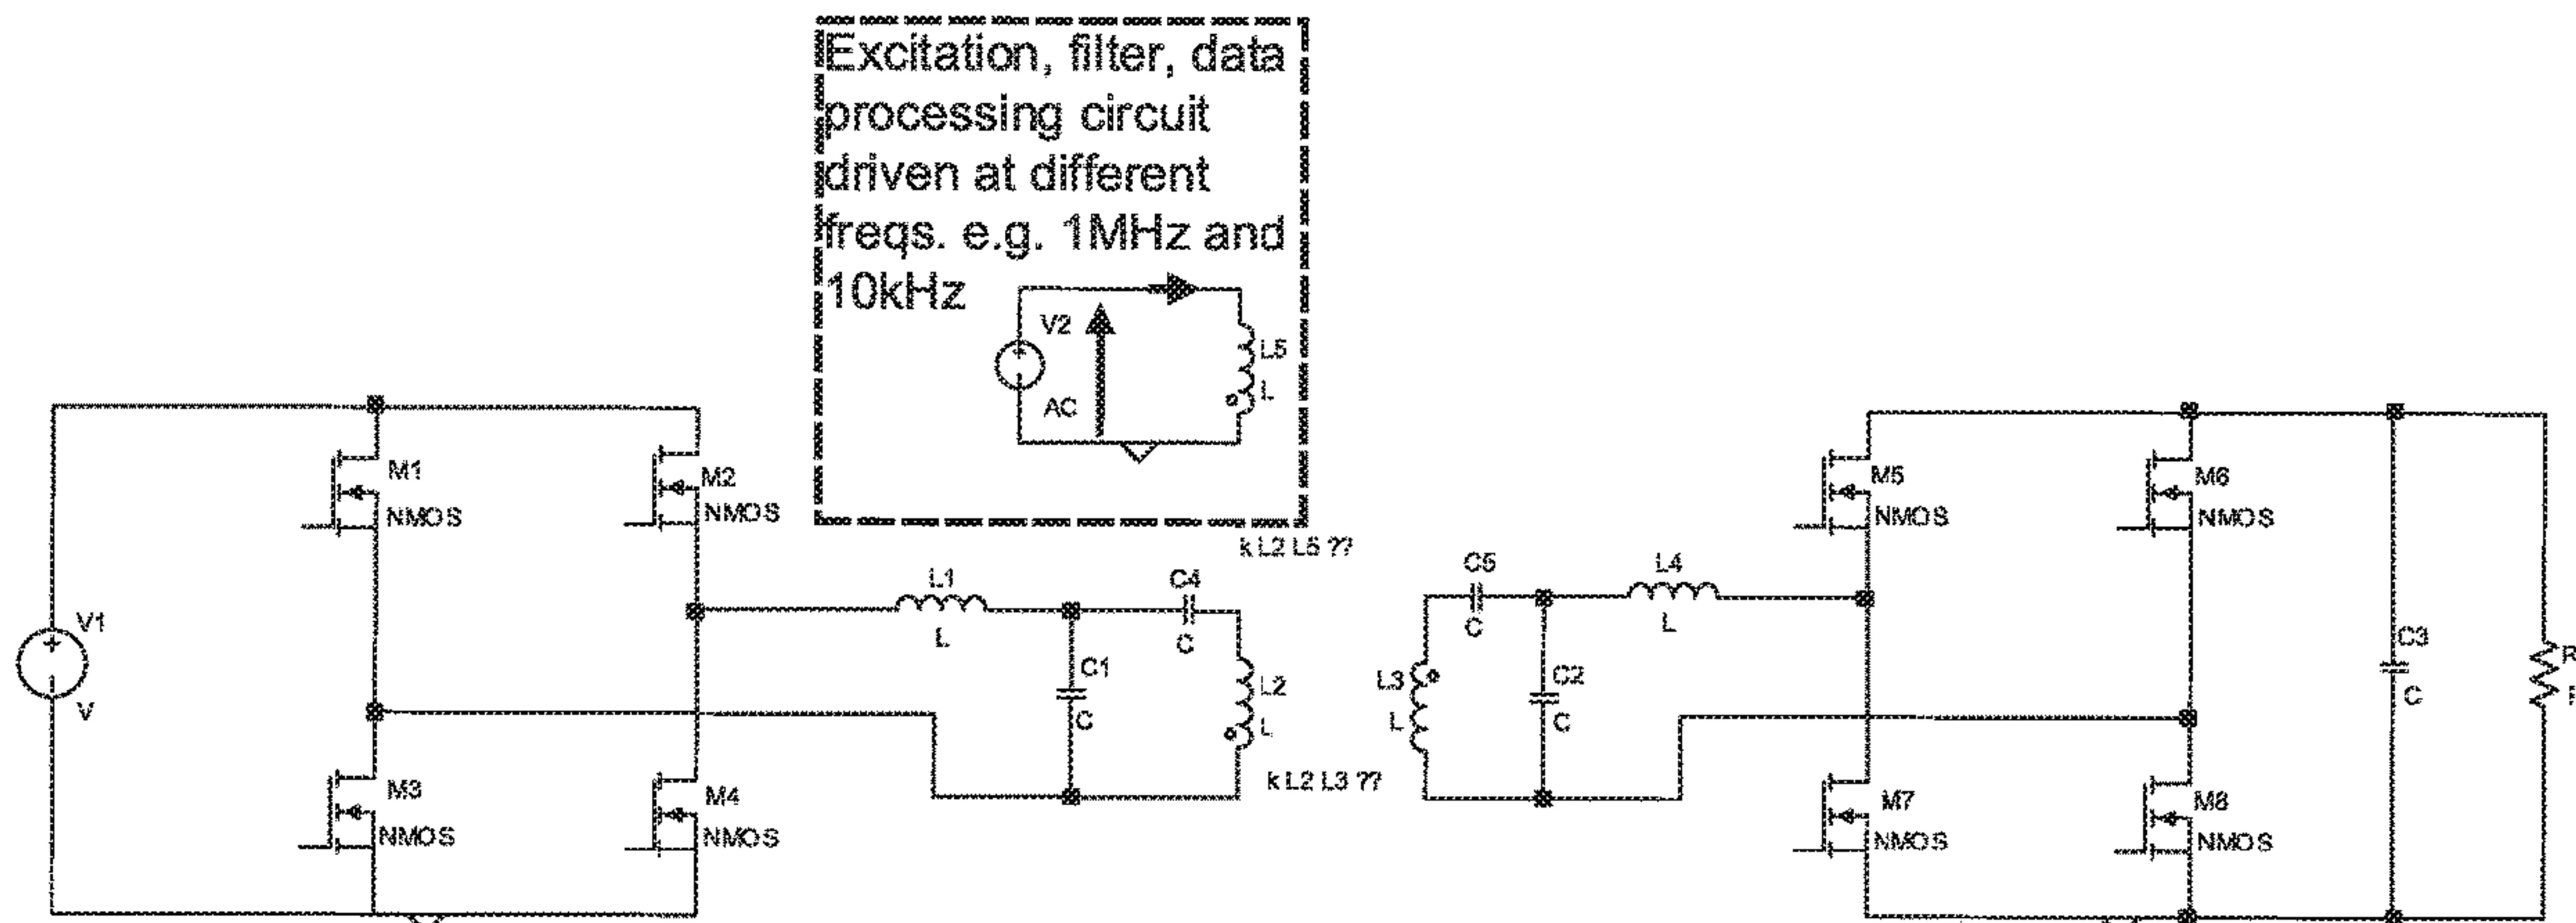 Excitation, filter, data
processing circuit
driven at different
freqs. e.g. 1MHz and
10kHz
V2
AC
L5
L
k L2 L5 ??
V1
V
M1
NMOS
M2
NMOS
M3
NMOS
M4
NMOS
L1
L
C4
C
C1
C
L2
L
k L2 L3 ??
C5
C
L4
L
L3
L
C2
C
M5
NMOS
M6
NMOS
M7
NMOS
M8
NMOS
C3
C
R